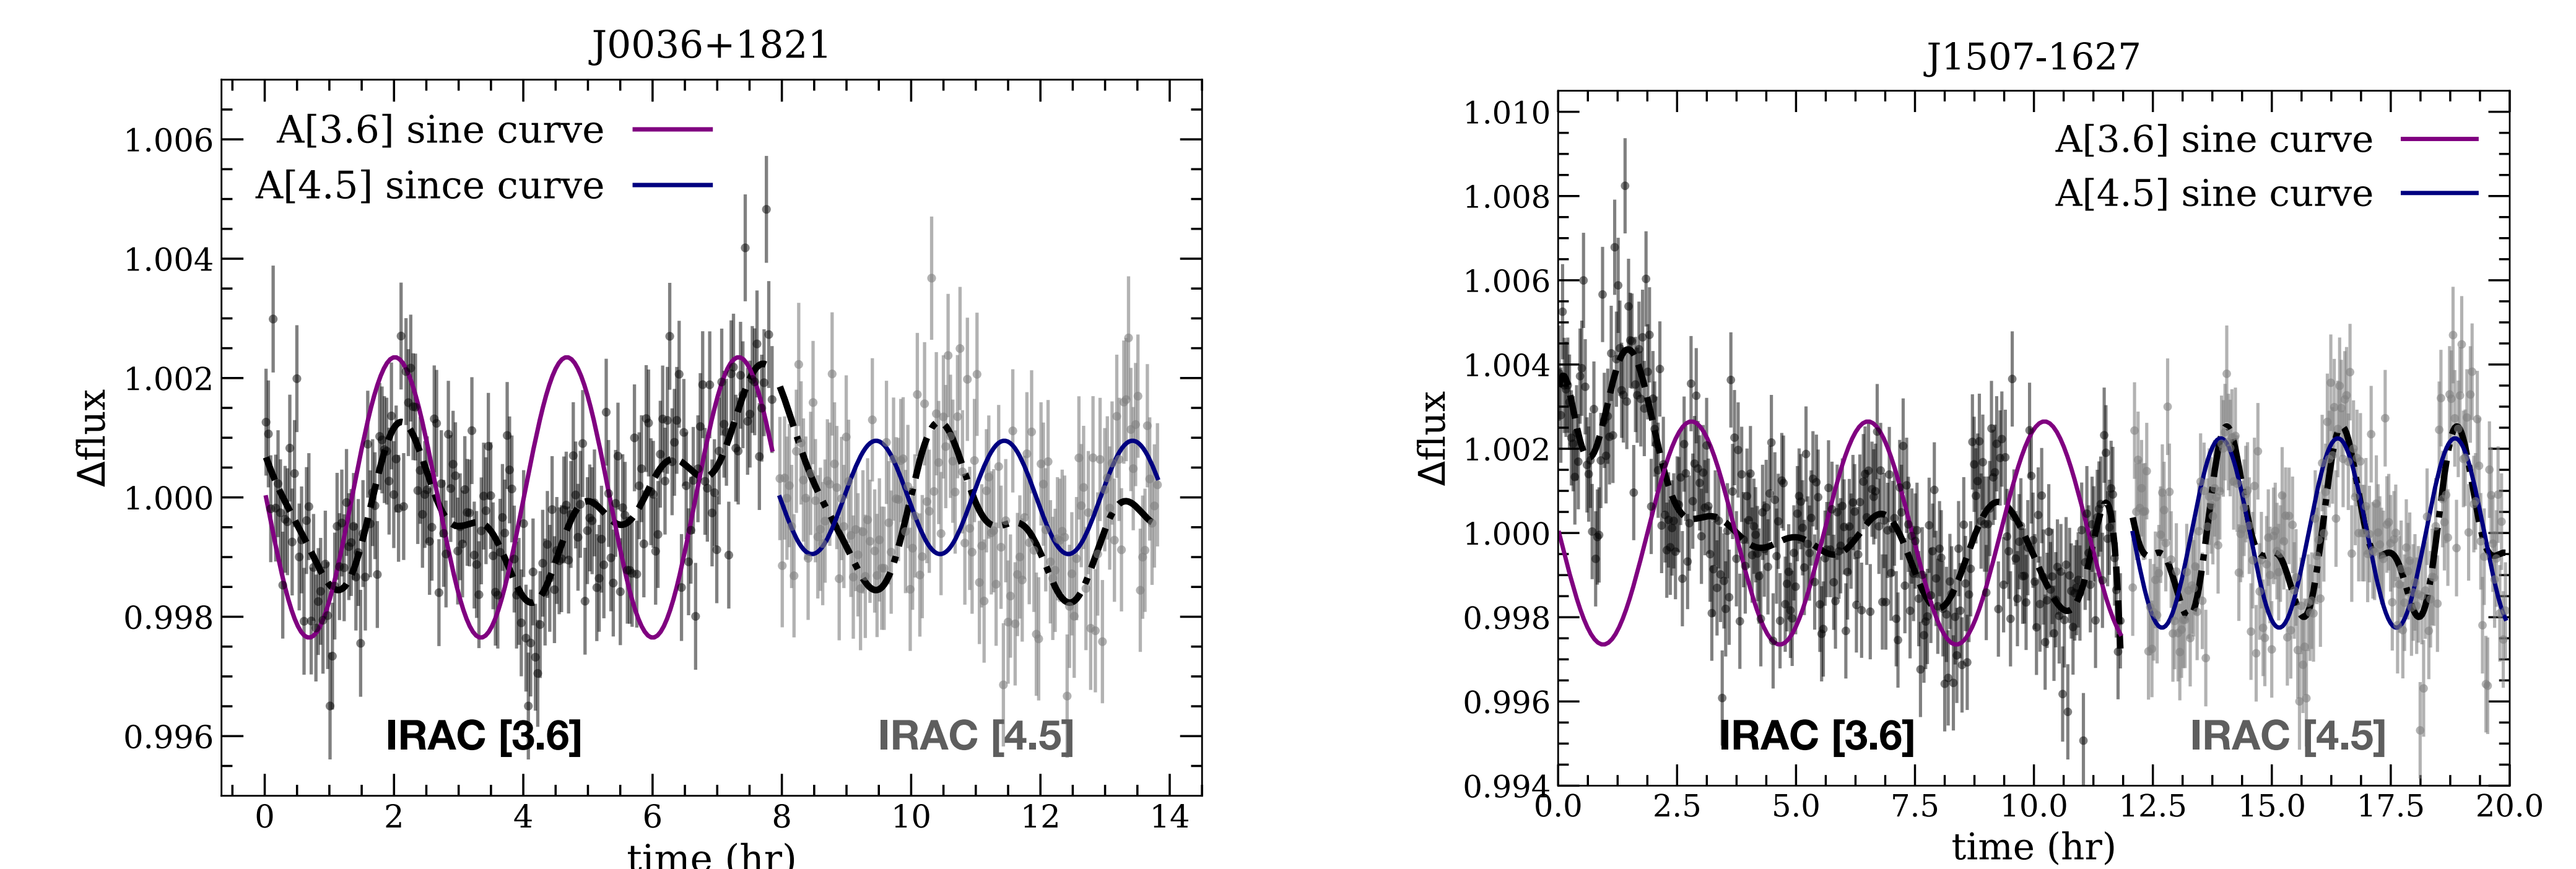 J0036+1821
A[3.6] sine curve
A[4.5] since curve
1.006
1.004
1.002
1.000
0.998
0.996
Δflux
IRAC [3.6]
IRAC [4.5]
0 2 4 6 8 10 12 14
time (hr)
J1507-1627
A[3.6] sine curve
A[4.5] sine curve
1.010
1.008
1.006
1.004
1.002
1.000
0.998
0.996
0.994
Δflux
IRAC [3.6]
IRAC [4.5]
0.0 2.5 5.0 7.5 10.0 12.5 15.0 17.5 20.0
time (hr)